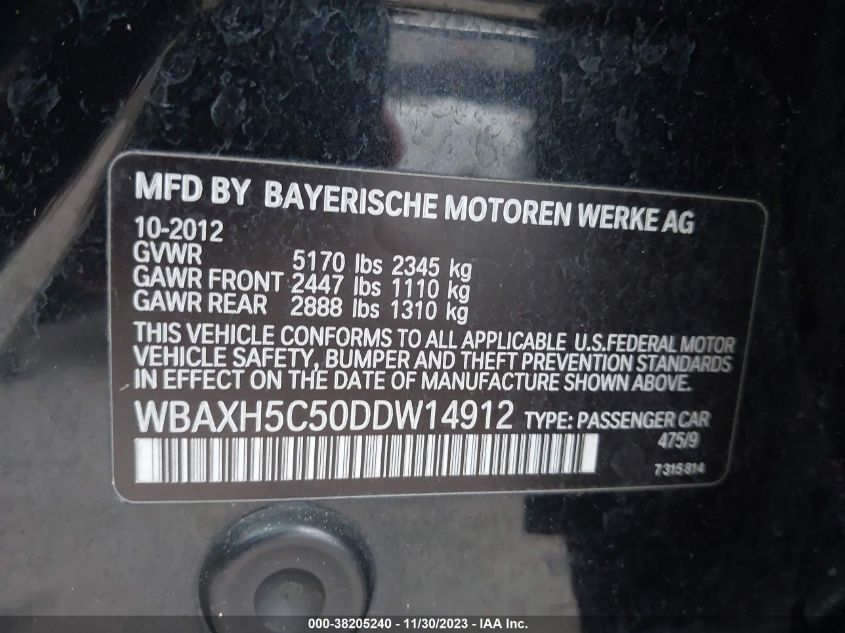 MFD BY BAYERISCHE MOTOREN WERKE AG
10-2012
GVWR 5170 lbs 2345 kg
GAWR FRONT 2447 lbs 1110 kg
GAWR REAR 2888 lbs 1310 kg
THIS VEHICLE CONFORMS TO ALL APPLICABLE U.S.FEDERAL MOTOR
VEHICLE SAFETY, BUMPER AND THEFT PREVENTION STANDARDS
IN EFFECT ON THE DATE OF MANUFACTURE SHOWN ABOVE.
WBAXH5C50DDW14912 TYPE: PASSENGER CAR
475/9
7315814
000-38205240 - 11/30/2023 - IAA Inc.